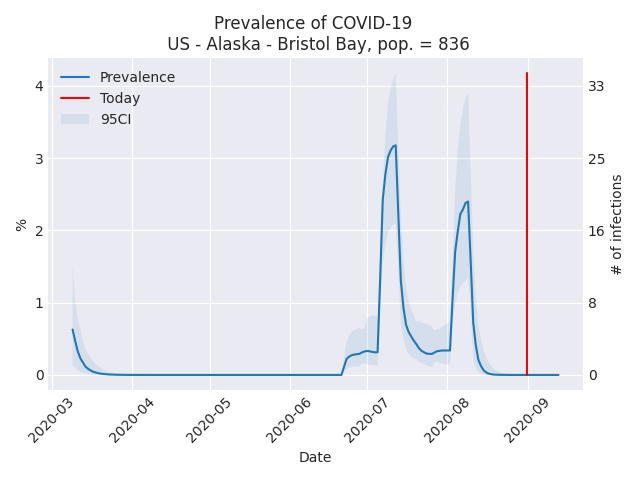 Prevalence of COVID-19
US - Alaska - Bristol Bay, pop. = 836
Prevalence
Today
95CI
4
3
2
1
0
%
33
25
16
8
0
# of infections
2020-03
2020-04
2020-05
2020-06
2020-07
2020-08
2020-09
Date